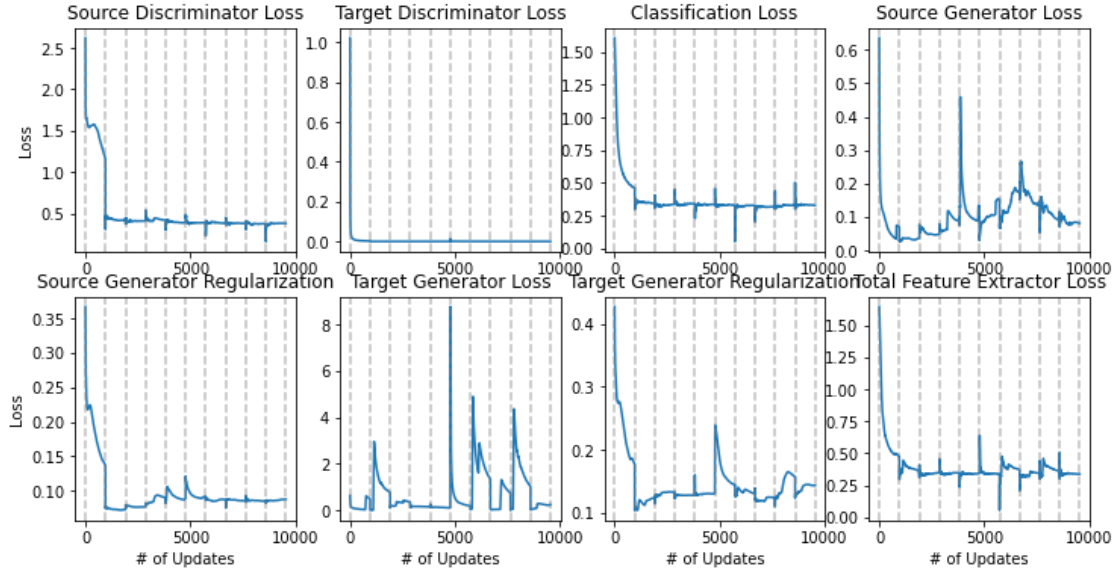 Source Discriminator Loss
Target Discriminator Loss
Classification Loss
Source Generator Loss
2.5
2.0
1.5
1.0
0.5
Loss
0 5000 10000
1.0
0.8
0.6
0.4
0.2
0.0
0 5000 10000
1.50
1.25
1.00
0.75
0.50
0.25
0.00
0 5000 10000
0.6
0.5
0.4
0.3
0.2
0.1
0.0
0 5000 10000
Source Generator Regularization
Target Generator Loss
Target Generator Regularization
Total Feature Extractor Loss
0.35
0.30
0.25
0.20
0.15
0.10
Loss
0 5000 10000
# of Updates
8
6
4
2
0
0 5000 10000
# of Updates
0.4
0.3
0.2
0.1
0 5000 10000
# of Updates
1.50
1.25
1.00
0.75
0.50
0.25
0.00
0 5000 10000
# of Updates